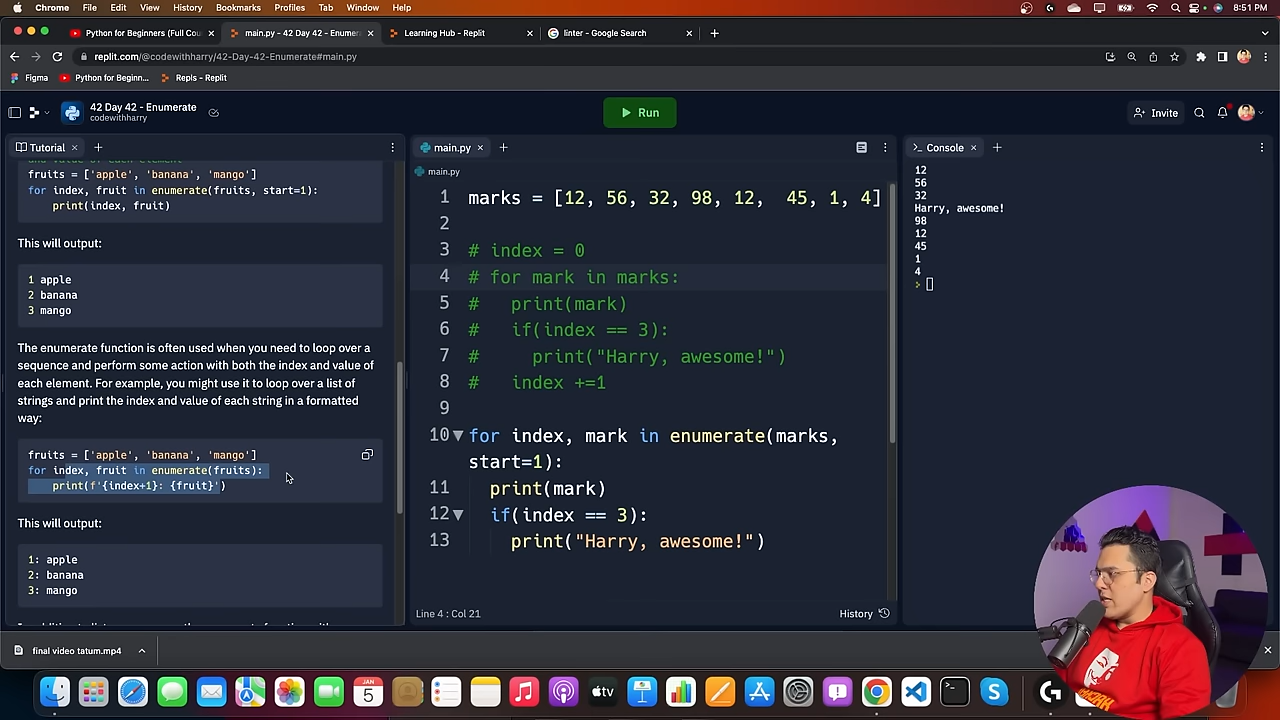 Chrome File Edit View History Bookmarks Profiles Tab Window Help 8:51 PM
Python for Beginners (Full Cou × main.py - 42 Day 42 - Enumer × Learning Hub - Replit × linter - Google Search × +
replit.com/@codewithharry/42-Day-42-Enumerate#main.py
Figma Python for Beginn... Repls - Replit
42 Day 42 - Enumerate
codewithharry
Run
Invite
Tutorial × +
and value of each element
fruits = ['apple', 'banana', 'mango']
for index, fruit in enumerate(fruits, start=1):
    print(index, fruit)
This will output:
1 apple
2 banana
3 mango
The enumerate function is often used when you need to loop over a
sequence and perform some action with both the index and value of
each element. For example, you might use it to loop over a list of
strings and print the index and value of each string in a formatted
way:
fruits = ['apple', 'banana', 'mango']
for index, fruit in enumerate(fruits):
    print(f'{index+1}: {fruit}')
This will output:
1: apple
2: banana
3: mango
main.py × +
main.py
1 marks = [12, 56, 32, 98, 12,  45, 1, 4]
2
3 # index = 0
4 # for mark in marks:
5 #   print(mark)
6 #   if(index == 3):
7 #     print("Harry, awesome!")
8 #   index +=1
9
10 for index, mark in enumerate(marks,
start=1):
11   print(mark)
12   if(index == 3):
13     print("Harry, awesome!")
Line 4 : Col 21
History
Console × +
12
56
32
Harry, awesome!
98
12
45
1
4
final video tatum.mp4
JAN
5
tv